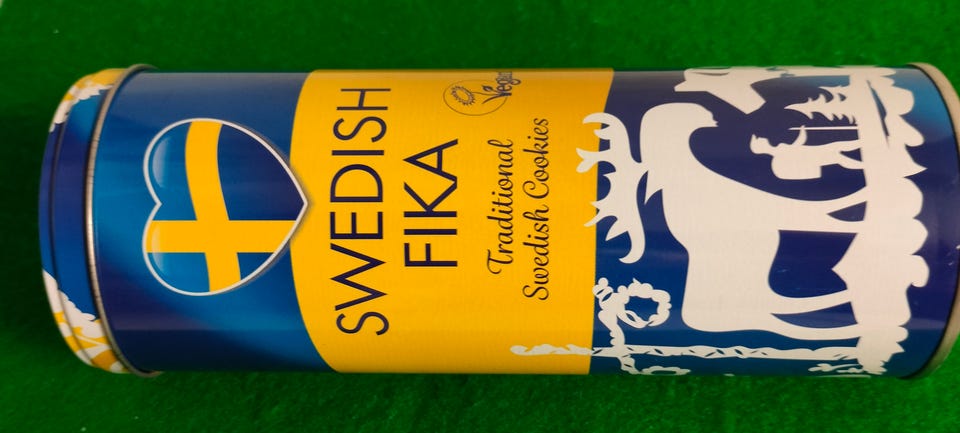 SWEDISH
FIKA
Vegan
Traditional
Swedish Cookies